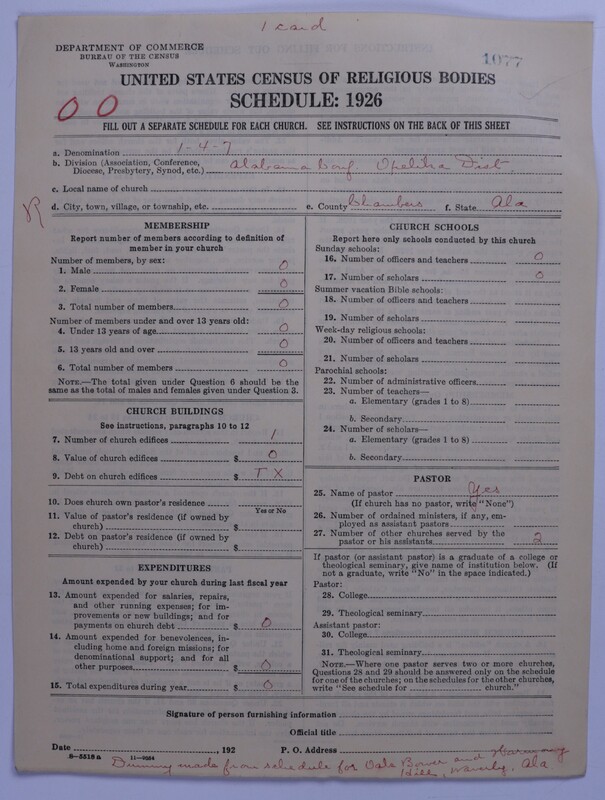 1 card
DEPARTMENT OF COMMERCE
BUREAU OF THE CENSUS
WASHINGTON
1077
UNITED STATES CENSUS OF RELIGIOUS BODIES
SCHEDULE: 1926
0 0
FILL OUT A SEPARATE SCHEDULE FOR EACH CHURCH. SEE INSTRUCTIONS ON THE BACK OF THIS SHEET
a. Denomination 1-4-7
b. Division (Association, Conference, Diocese, Presbytery, Synod, etc.) Alabama Conf. Opelika Dist.
c. Local name of church
R
d. City, town, village, or township, etc. e. County Chambers f. State Ala
MEMBERSHIP
Report number of members according to definition of
member in your church
Number of members, by sex:
1. Male 0
2. Female 0
3. Total number of members 0
Number of members under and over 13 years old:
4. Under 13 years of age 0
5. 13 years old and over 0
6. Total number of members 0
NOTE.—The total given under Question 6 should be
same as the total of males and females given under Question 3.
CHURCH BUILDINGS
See instructions, paragraphs 10 to 12
7. Number of church edifices 1
8. Value of church edifices $ 0
9. Debt on church edifices $ T X
10. Does church own pastor's residence
Yes or No
11. Value of pastor's residence (if owned by
church) $
12. Debt on pastor's residence (if owned by
church) $
EXPENDITURES
Amount expended by your church during last fiscal year
13. Amount expended for salaries, repairs,
and other running expenses; for im-
provements or new buildings; and for
payments on church debt $ 0
14. Amount expended for benevolences, in-
cluding home and foreign missions; for
denominational support; and for all
other purposes $ 0
15. Total expenditures during year $ 0
CHURCH SCHOOLS
Report here only schools conducted by this church
Sunday schools:
16. Number of officers and teachers 0
17. Number of scholars 0
Summer vacation Bible schools:
18. Number of officers and teachers
19. Number of scholars
Week-day religious schools:
20. Number of officers and teachers
21. Number of scholars
Parochial schools:
22. Number of administrative officers
23. Number of teachers—
a. Elementary (grades 1 to 8)
b. Secondary
24. Number of scholars—
a. Elementary (grades 1 to 8)
b. Secondary
PASTOR
25. Name of pastor Yes
(If church has no pastor, write "None")
26. Number of ordained ministers, if any, em-
ployed as assistant pastors
27. Number of other churches served by the
pastor or his assistants 2
If pastor (or assistant pastor) is a graduate of a college or
theological seminary, give name of institution below. (If
not a graduate, write "No" in the space indicated.)
Pastor:
28. College
29. Theological seminary
Assistant pastor:
30. College
31. Theological seminary
NOTE.—Where one pastor serves two or more churches,
Questions 28 and 29 should be answered only on the schedule
for one of the churches; on the schedules for the other churches,
write "See schedule for church."
Signature of person furnishing information
Official title
Date , 192 P. O. Address
8-5518a 11-9324
Dummy made from schedule for Oak Bower and Harmony
Hill, Waverly, Ala